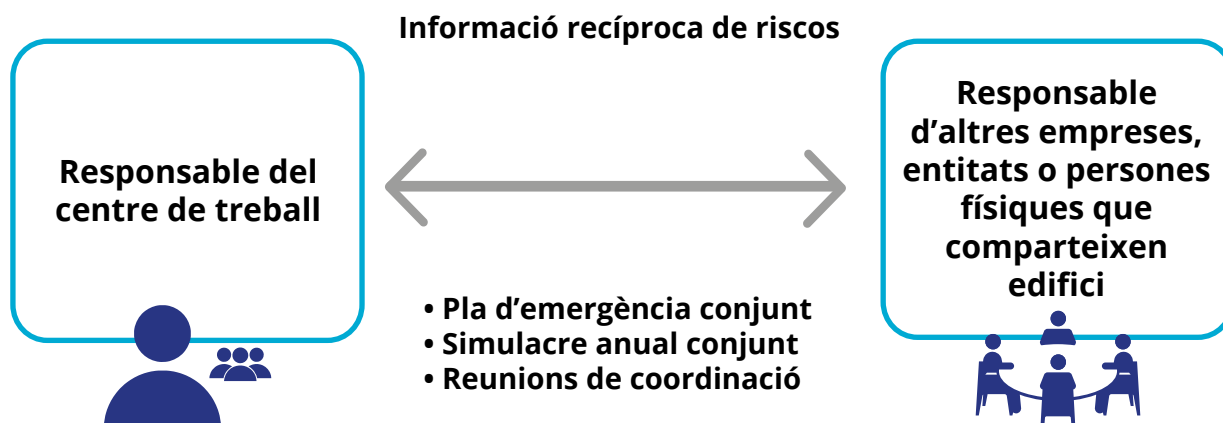 Informació recíproca de riscos
Responsable del
centre de treball
Responsable
d’altres empreses,
entitats o persones
físiques que
comparteixen
edifici
• Pla d’emergència conjunt
• Simulacre anual conjunt
• Reunions de coordinació